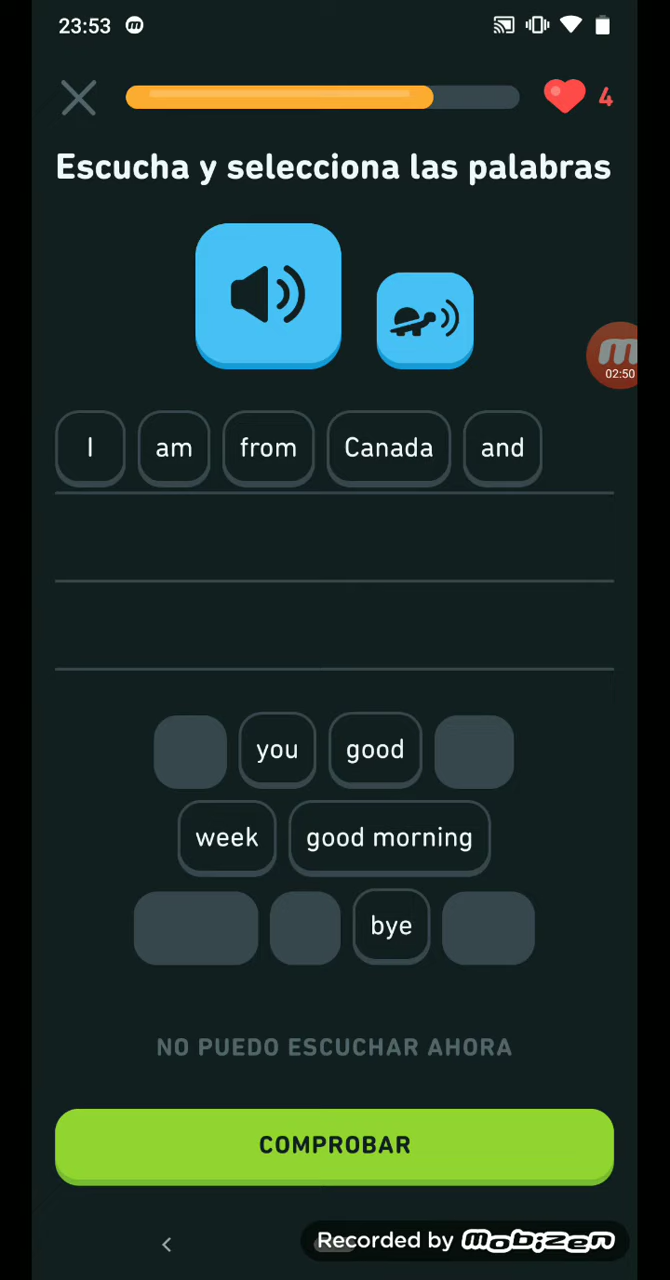 23:53
4
Escucha y selecciona las palabras
02:50
I am from Canada and
you good
week good morning
bye
NO PUEDO ESCUCHAR AHORA
COMPROBAR
Recorded by mobizen